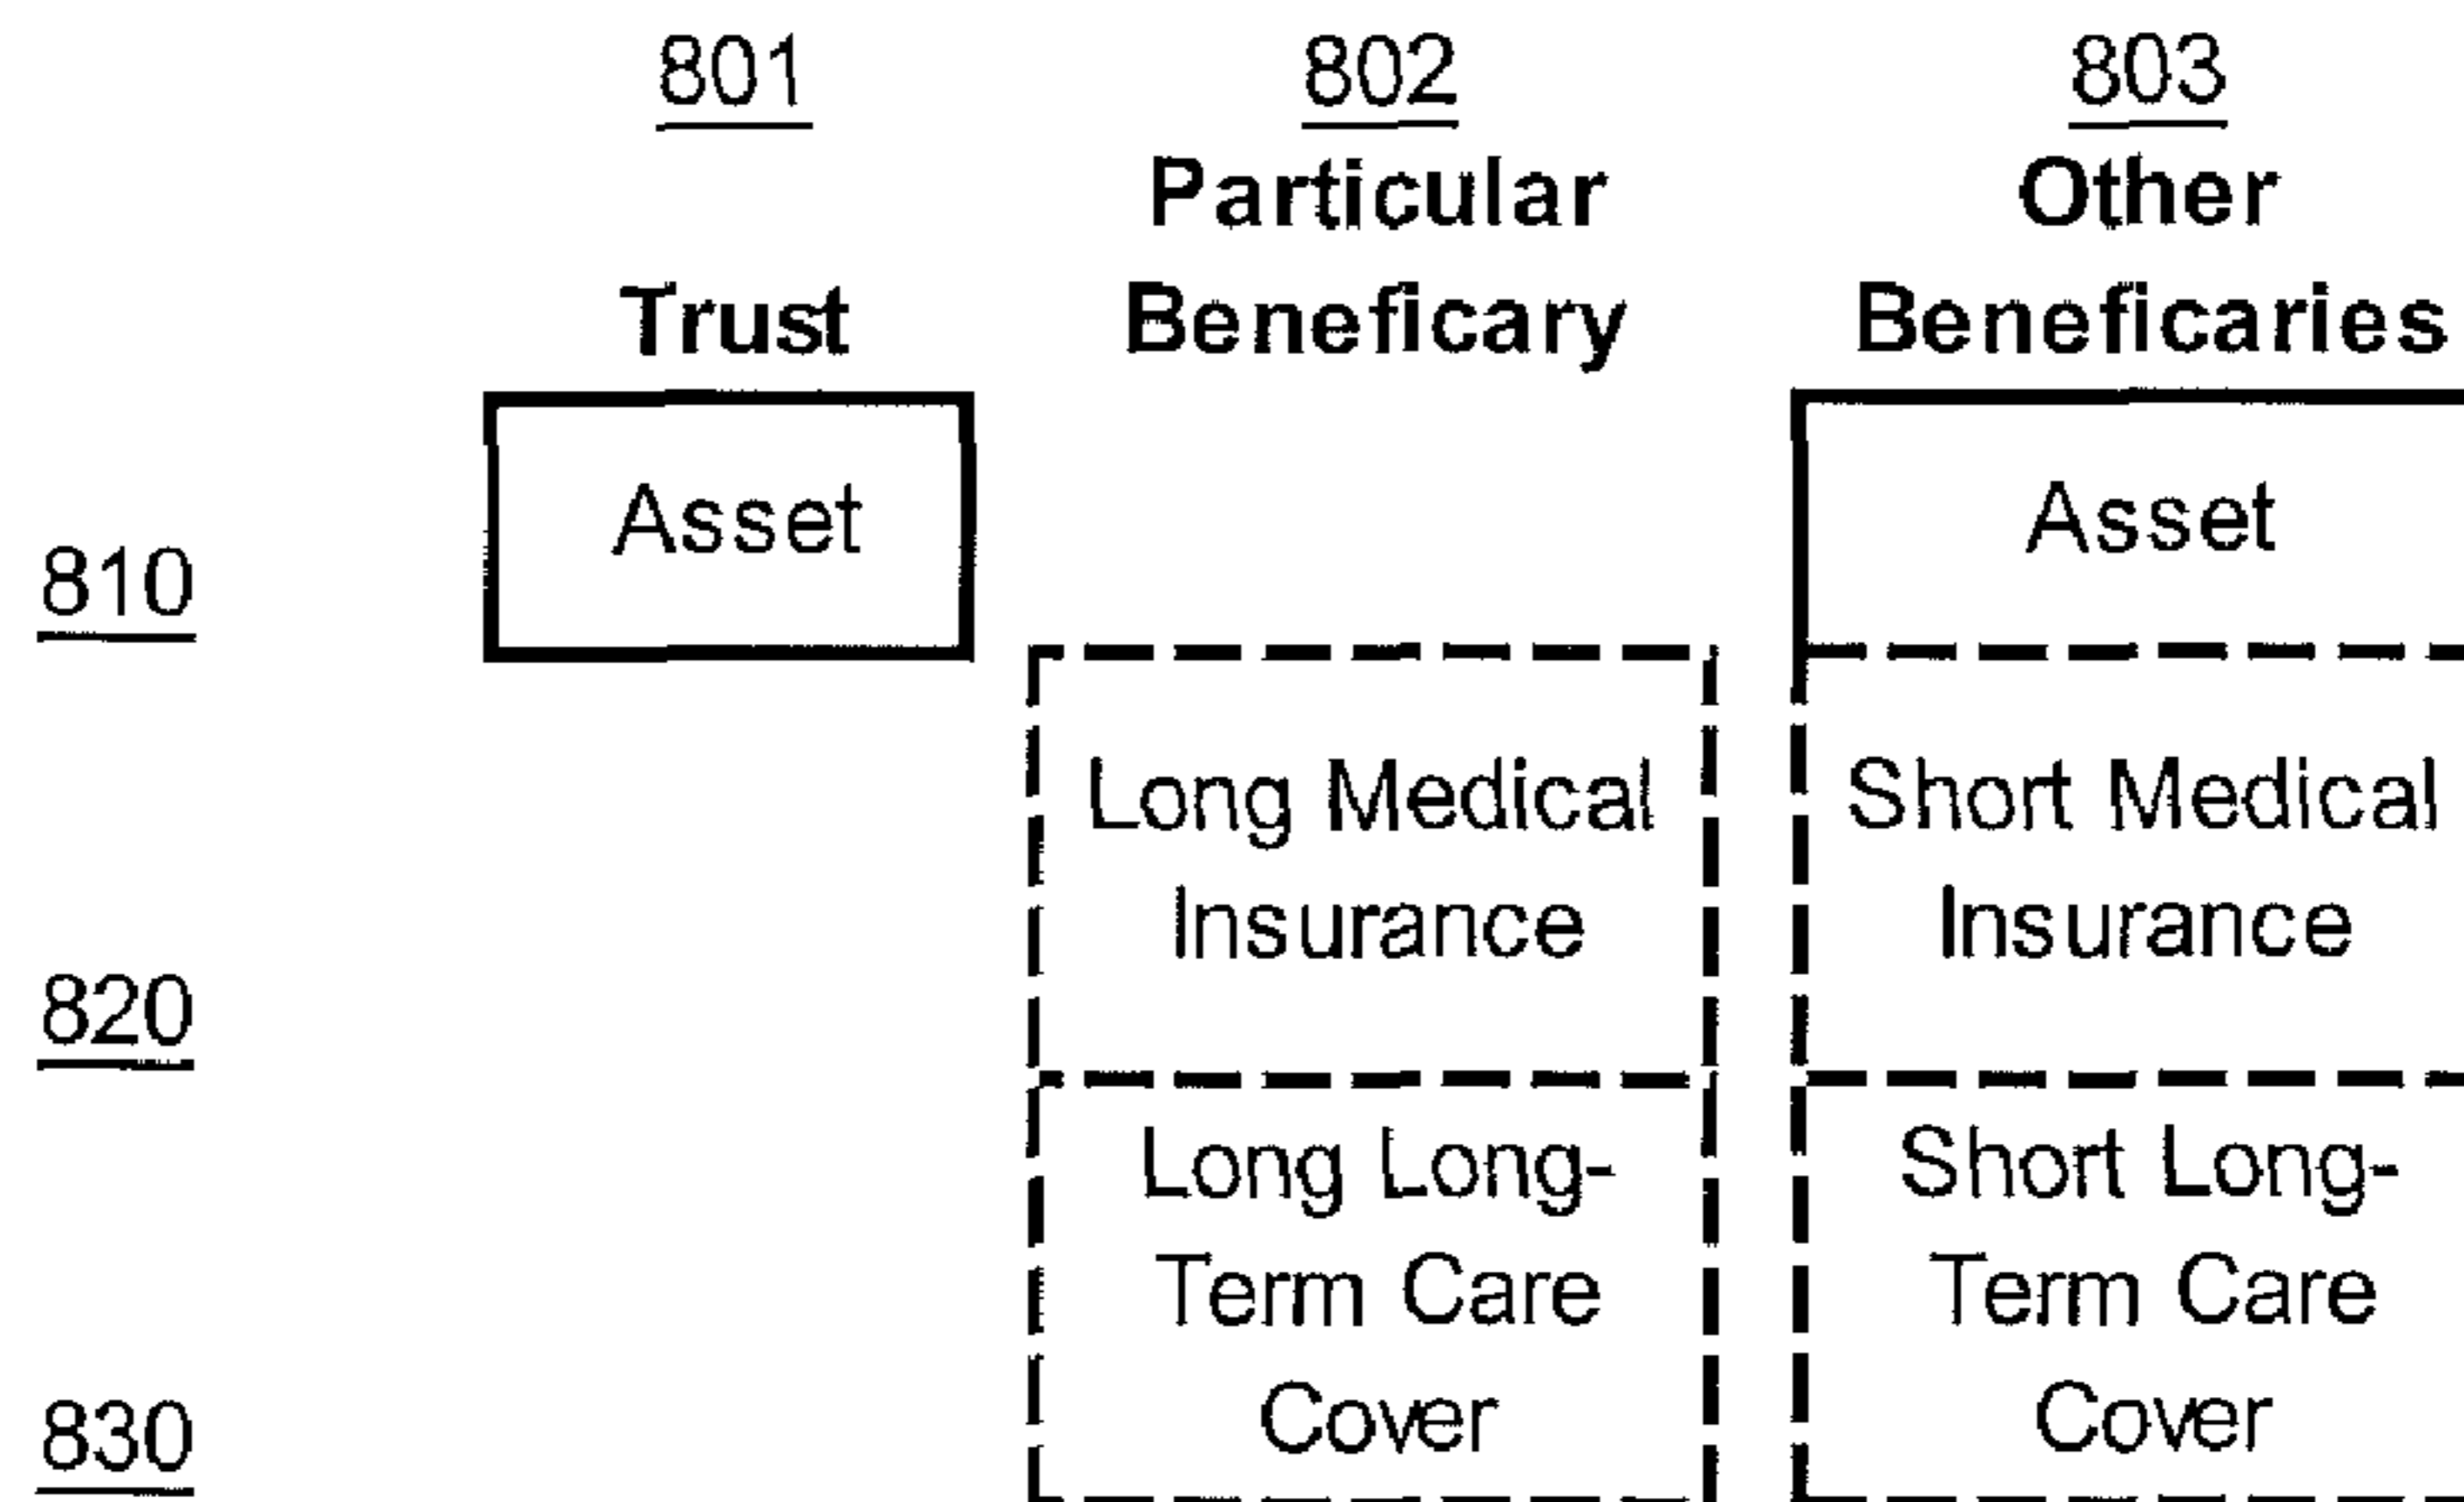 801 802 803
Particular Other
Trust Beneficary Beneficaries
Asset Asset
810
Long Medical Short Medical
Insurance Insurance
820
Long Long- Short Long-
Term Care Term Care
Cover Cover
830